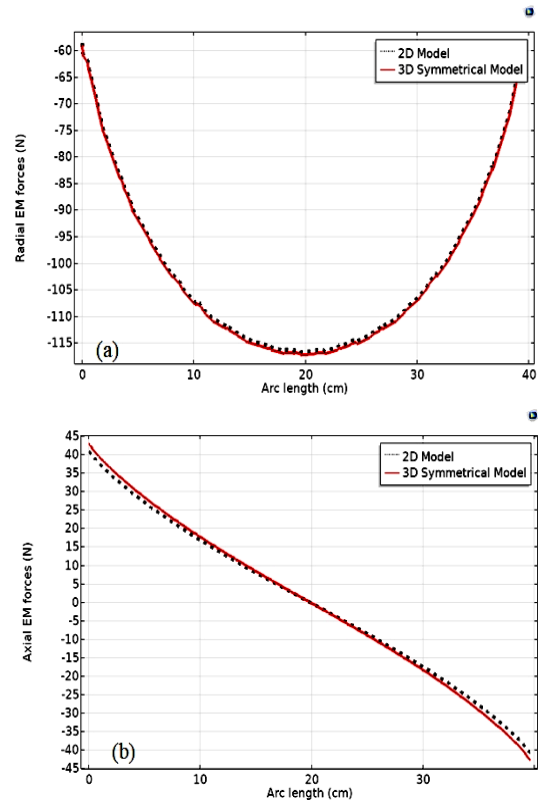 -60
-65
-70
-75
-80
-85
-90
-95
-100
-105
-110
-115
Radial EM forces (N)
2D Model
3D Symmetrical Model
(a)
0 10 20 30 40
Arc length (cm)
45
40
35
30
25
20
15
10
5
0
-5
-10
-15
-20
-25
-30
-35
-40
-45
Axial EM forces (N)
2D Model
3D Symmetrical Model
(b)
0 10 20 30
Arc length (cm)